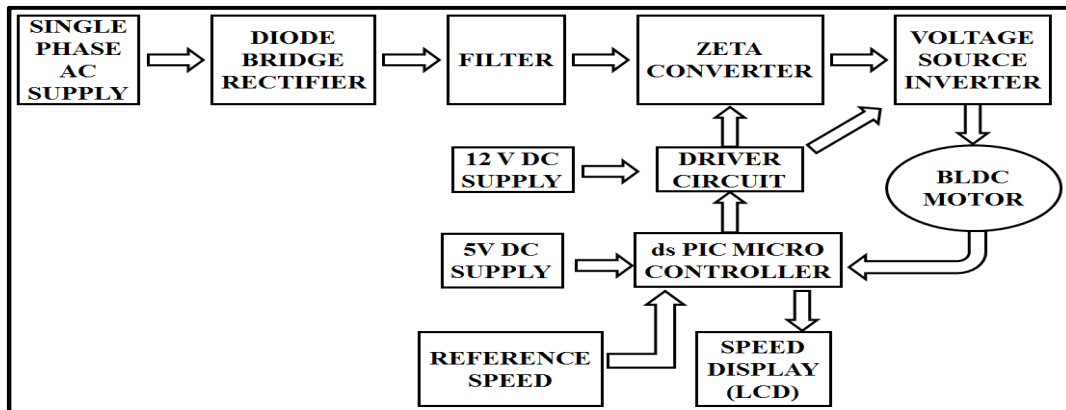 SINGLE
PHASE
AC
SUPPLY
DIODE
BRIDGE
RECTIFIER
FILTER
ZETA
CONVERTER
VOLTAGE
SOURCE
INVERTER
12 V DC
SUPPLY
DRIVER
CIRCUIT
BLDC
MOTOR
5V DC
SUPPLY
ds PIC MICRO
CONTROLLER
REFERENCE
SPEED
SPEED
DISPLAY
(LCD)